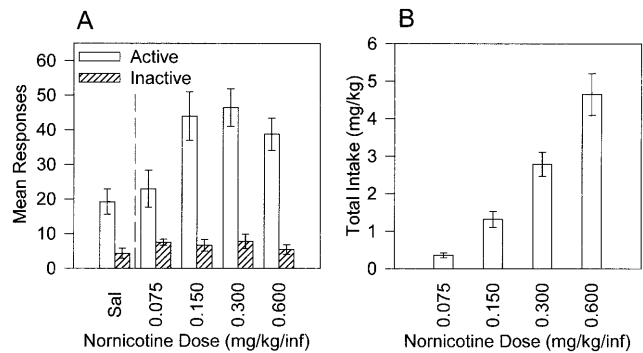 A
Mean Responses
60
50
40
30
20
10
0
Active
Inactive
Sal
0.075
0.150
0.300
0.600
Nornicotine Dose (mg/kg/inf)
B
Total Intake (mg/kg)
6
5
4
3
2
1
0
0.075
0.150
0.300
0.600
Nornicotine Dose (mg/kg/inf)